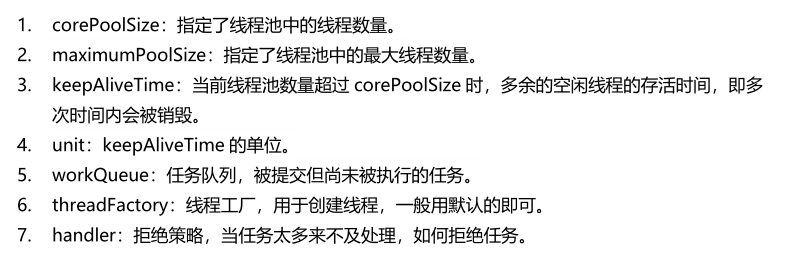 1. corePoolSize：指定了线程池中的线程数量。
2. maximumPoolSize：指定了线程池中的最大线程数量。
3. keepAliveTime：当前线程池数量超过 corePoolSize 时，多余的空闲线程的存活时间，即多
次时间内会被销毁。
4. unit：keepAliveTime 的单位。
5. workQueue：任务队列，被提交但尚未被执行的任务。
6. threadFactory：线程工厂，用于创建线程，一般用默认的即可。
7. handler：拒绝策略，当任务太多来不及处理，如何拒绝任务。